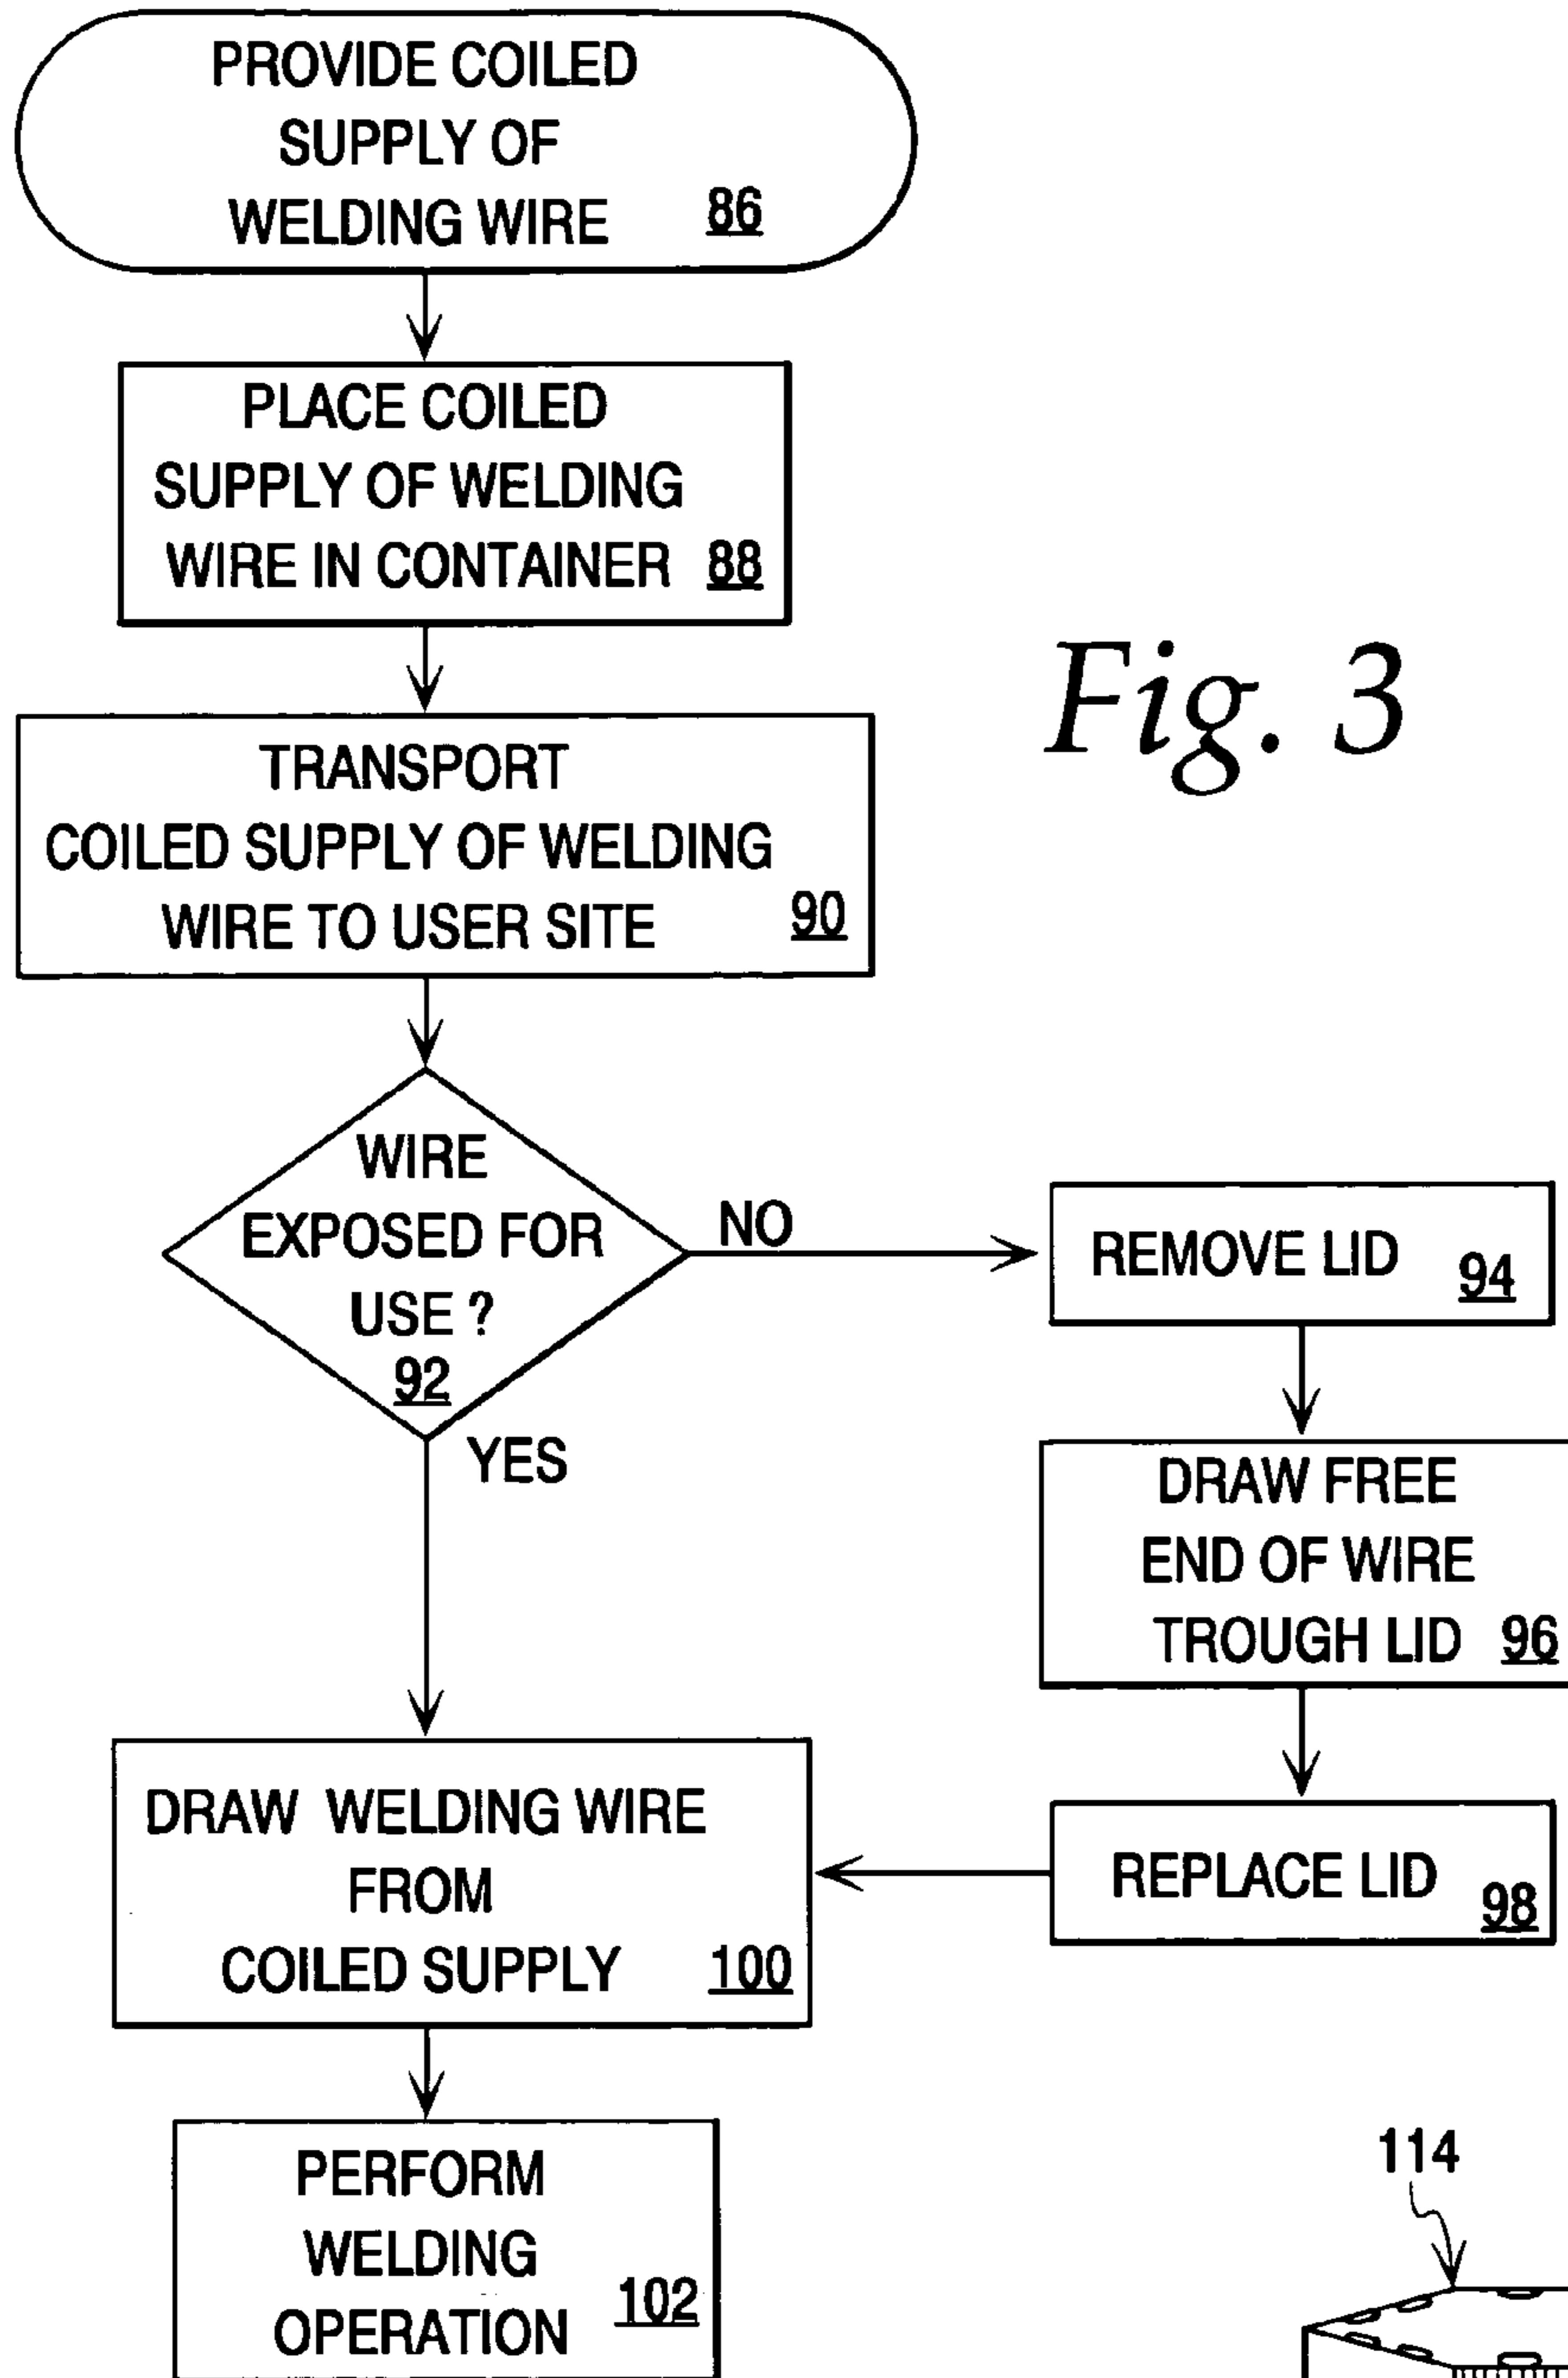 PROVIDE COILED
SUPPLY OF
WELDING WIRE 86
PLACE COILED
SUPPLY OF WELDING
WIRE IN CONTAINER 88
Fig. 3
TRANSPORT
COILED SUPPLY OF WELDING
WIRE TO USER SITE 90
WIRE
EXPOSED FOR
USE ?
92
NO
REMOVE LID 94
YES
DRAW FREE
END OF WIRE
TROUGH LID 96
REPLACE LID 98
DRAW WELDING WIRE
FROM
COILED SUPPLY 100
PERFORM
WELDING
OPERATION 102
114